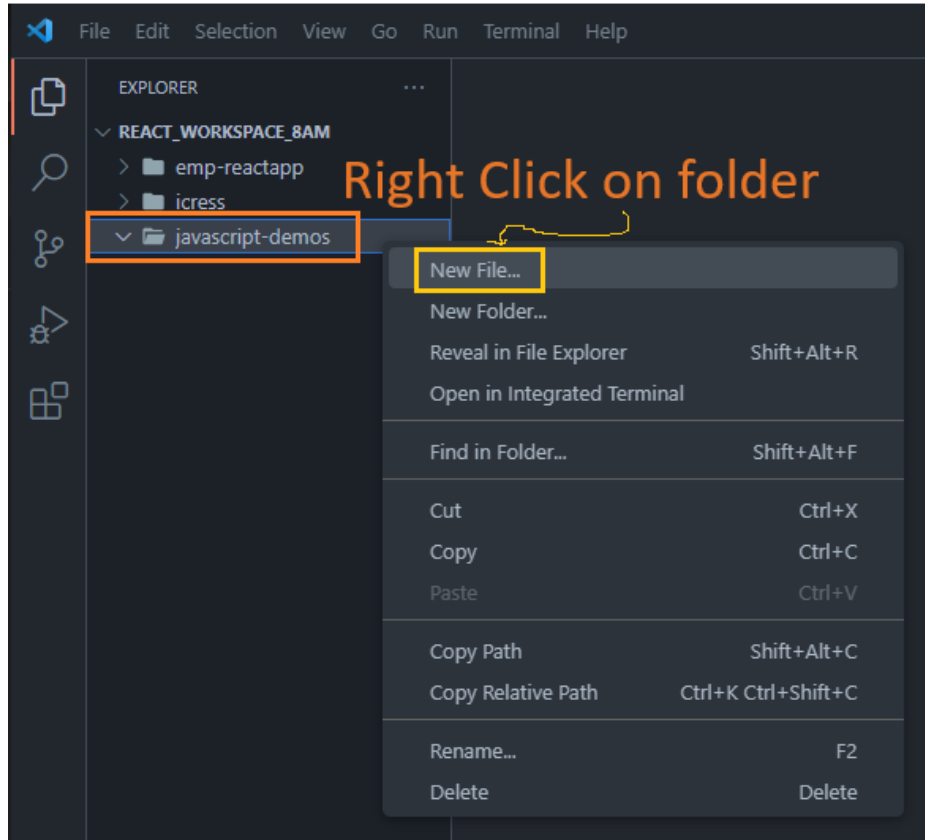 File Edit Selection View Go Run Terminal Help
EXPLORER ...
REACT_WORKSPACE_8AM
emp-reactapp
icress
Right Click on folder
javascript-demos
New File...
New Folder...
Reveal in File Explorer Shift+Alt+R
Open in Integrated Terminal
Find in Folder... Shift+Alt+F
Cut Ctrl+X
Copy Ctrl+C
Paste Ctrl+V
Copy Path Shift+Alt+C
Copy Relative Path Ctrl+K Ctrl+Shift+C
Rename... F2
Delete Delete